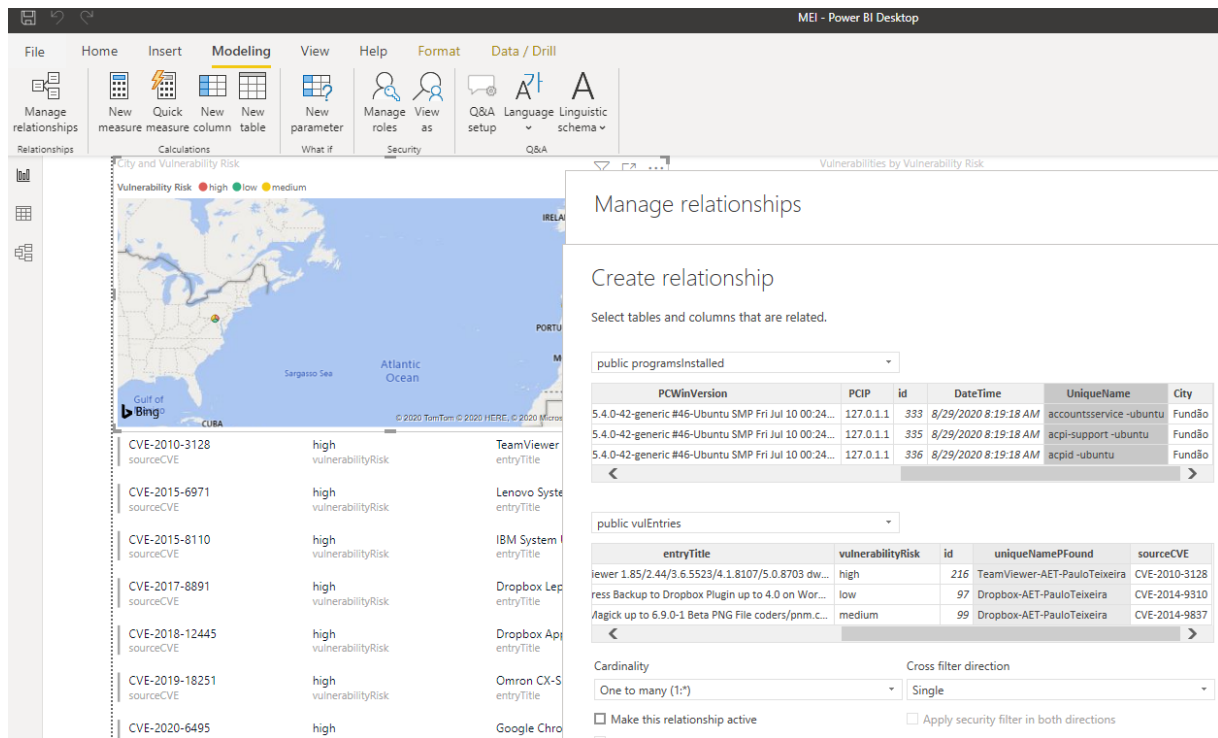 MEI - Power BI Desktop
File Home Insert Modeling View Help Format Data / Drill
Manage relationships
New measure
Quick measure
New column
New table
New parameter
Manage roles
View as
Q&A setup
Language
Linguistic schema
Relationships Calculations What if Security Q&A
City and Vulnerability Risk
Vulnerability Risk high low medium
IRELA
PORTU
M
Atlantic
Ocean
Sargasso Sea
Gulf of
Bing
CUBA
© 2020 TomTom © 2020 HERE, © 2020 Micros
CVE-2010-3128 high TeamViewer
sourceCVE vulnerabilityRisk entryTitle
CVE-2015-6971 high Lenovo Syste
sourceCVE vulnerabilityRisk entryTitle
CVE-2015-8110 high IBM System
sourceCVE vulnerabilityRisk entryTitle
CVE-2017-8891 high Dropbox Lep
sourceCVE vulnerabilityRisk entryTitle
CVE-2018-12445 high Dropbox App
sourceCVE vulnerabilityRisk entryTitle
CVE-2019-18251 high Omron CX-S
sourceCVE vulnerabilityRisk entryTitle
CVE-2020-6495 high Google Chro
Vulnerabilities by Vulnerability Risk
Manage relationships
Create relationship
Select tables and columns that are related.
public programsInstalled
PCWinVersion PCIP id DateTime UniqueName City
5.4.0-42-generic #46-Ubuntu SMP Fri Jul 10 00:24... 127.0.1.1 333 8/29/2020 8:19:18 AM accountsservice -ubuntu Fundão
5.4.0-42-generic #46-Ubuntu SMP Fri Jul 10 00:24... 127.0.1.1 335 8/29/2020 8:19:18 AM acpi-support -ubuntu Fundão
5.4.0-42-generic #46-Ubuntu SMP Fri Jul 10 00:24... 127.0.1.1 336 8/29/2020 8:19:18 AM acpid -ubuntu Fundão
public vulEntries
entryTitle vulnerabilityRisk id uniqueNamePFound sourceCVE
iewer 1.85/2.44/3.6.5523/4.1.8107/5.0.8703 dw... high 216 TeamViewer-AET-PauloTeixeira CVE-2010-3128
ress Backup to Dropbox Plugin up to 4.0 on Wor... low 97 Dropbox-AET-PauloTeixeira CVE-2014-9310
Magick up to 6.9.0-1 Beta PNG File coders/pnm.c... medium 99 Dropbox-AET-PauloTeixeira CVE-2014-9837
Cardinality Cross filter direction
One to many (1:*) Single
Make this relationship active Apply security filter in both directions